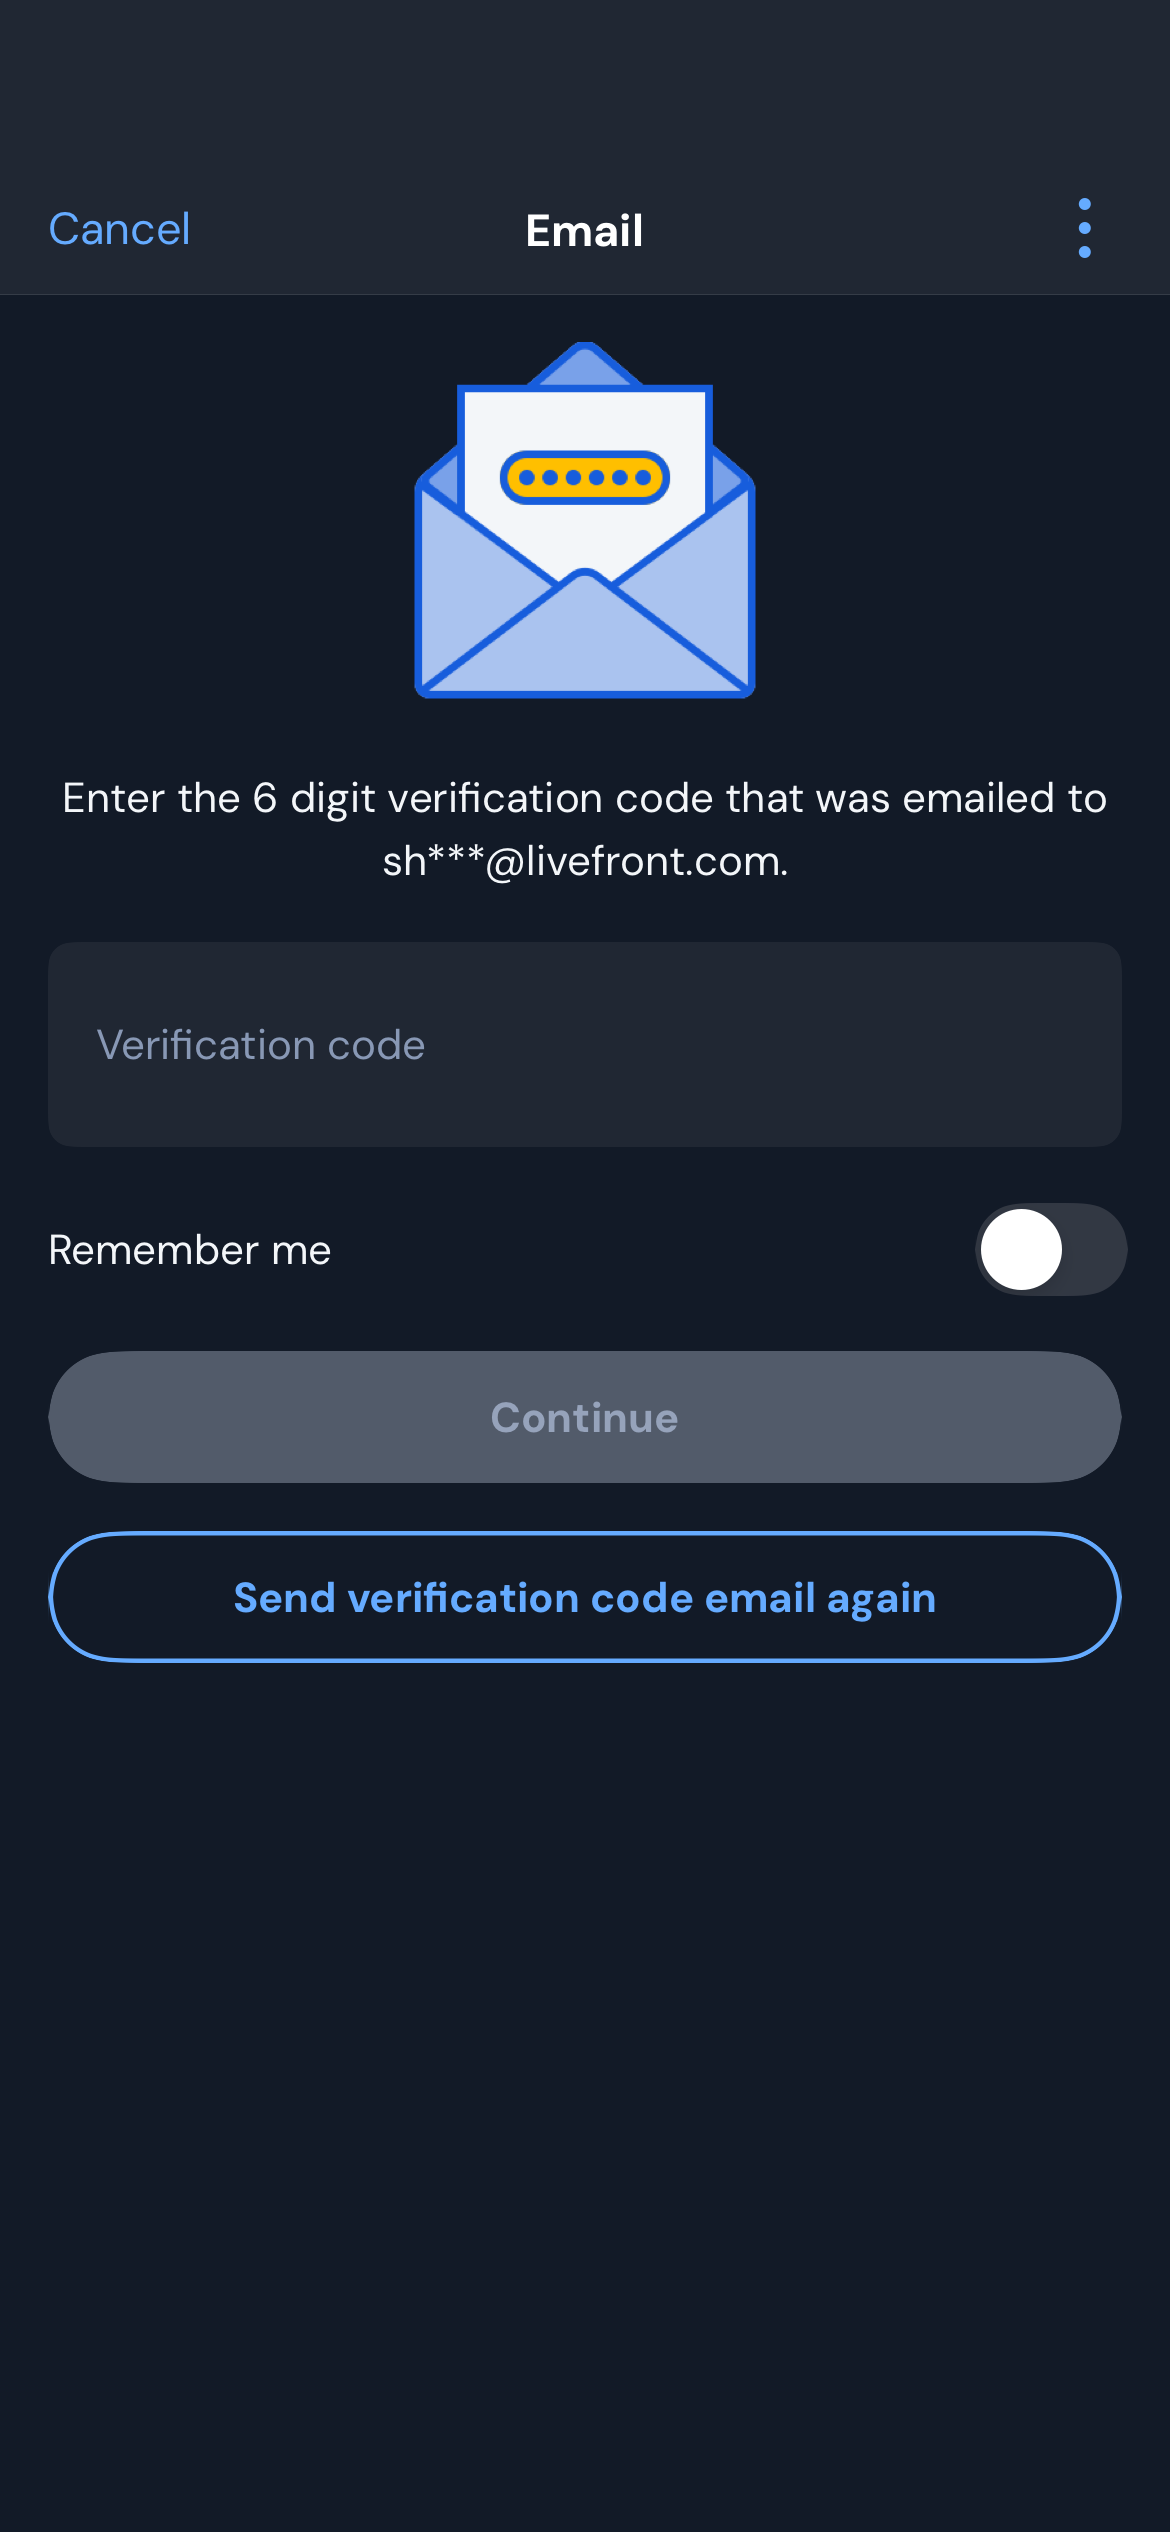 Cancel
Email
Enter the 6 digit verification code that was emailed to
sh***@livefront.com.
Verification code
Remember me
Continue
Send verification code email again